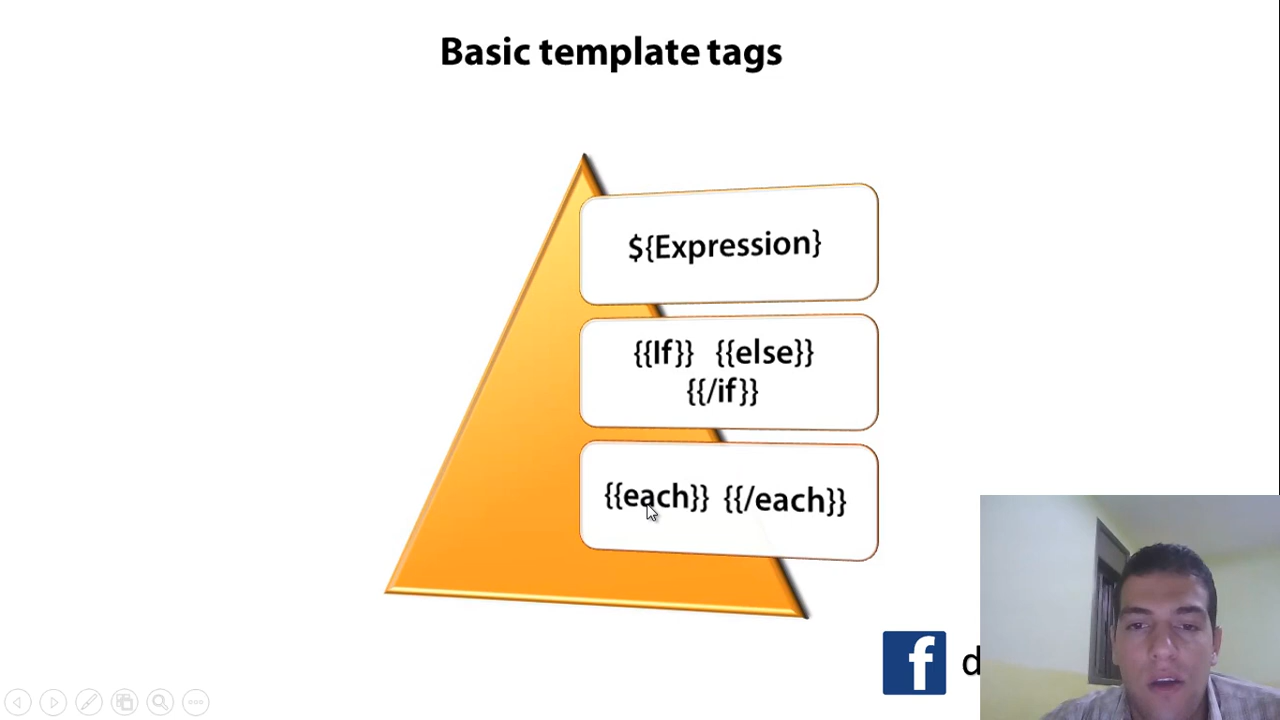 Basic template tags
${Expression}
{{If}} {{else}}
{{/if}}
{{each}} {{/each}}
f d